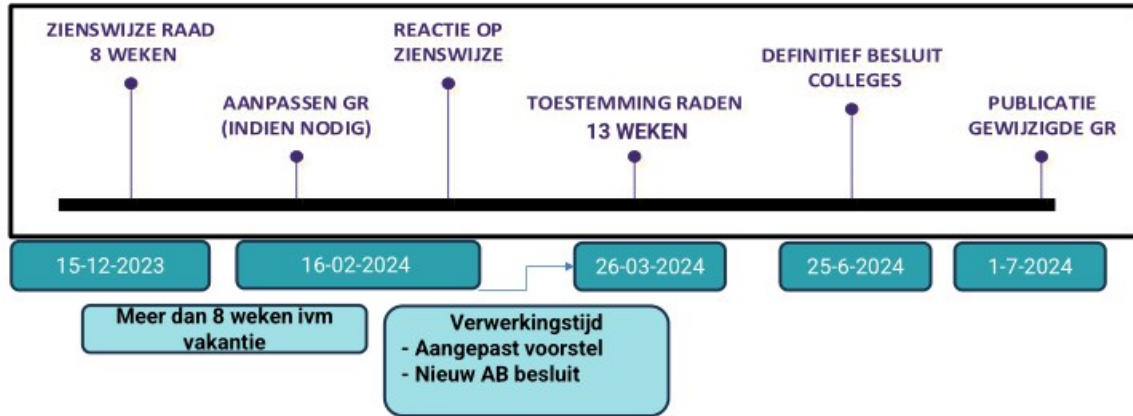 ZIENSWIJZE RAAD
8 WEKEN
AANPASSEN GR
(INDIEN NODIG)
REACTIE OP
ZIENSWIJZE
TOESTEMMING RADEN
13 WEKEN
DEFINITIEF BESLUIT
COLLEGES
PUBLICATIE
GEWIJZIGDE GR
15-12-2023
16-02-2024
26-03-2024
25-6-2024
1-7-2024
Meer dan 8 weken ivm
vakantie
Verwerkingstijd
- Aangepast voorstel
- Nieuw AB besluit